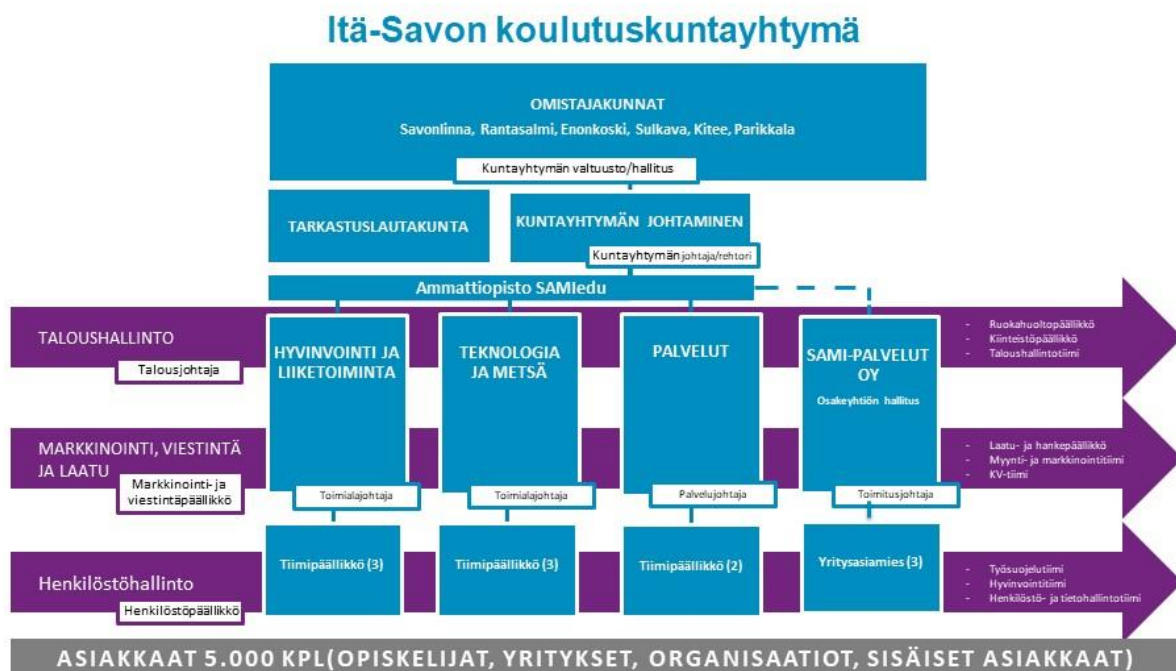 Itä-Savon koulutuskuntayhtymä
OMISTAJAKUNNAT
Savonlinna, Rantasalmi, Enonkoski, Sulkava, Kitee, Parikkala
Kuntayhtymän valtuusto/hallitus
TARKASTUSLAUTAKUNTA
KUNTAYHTYMÄN JOHTAMINEN
Kuntayhtymän johtaja/rehtori
Ammattiopisto SAMIedu
TALOUSHALLINTO
Talousjohtaja
HYVINVOINTI JA
LIIKETOIMINTA
TEKNOLOGIA
JA METSÄ
PALVELUT
SAMI-PALVELUT
OY
Osakeyhtiön hallitus
- Ruokahuoltopäällikkö
- Kiinteistöpäällikkö
- Taloushallintotiimi
MARKKINOINTI, VIESTINTÄ
JA LAATU
Markkinointi- ja
viestintäpäällikkö
Toimialajohtaja
Toimialajohtaja
Palvelujohtaja
Toimitusjohtaja
- Laatu- ja hankepäällikkö
- Myynti- ja markkinointitiimi
- KV-tiimi
Henkilöstöhallinto
Henkilöstöpäällikkö
Tiimipäällikkö (3)
Tiimipäällikkö (3)
Tiimipäällikkö (2)
Yritysasiamies (3)
- Työsuojelutiimi
- Hyvinvointitiimi
- Henkilöstö- ja tietohallintotiimi
ASIAKKAAT 5.000 KPL(OPISKELIJAT, YRITYKSET, ORGANISAATIOT, SISÄISET ASIAKKAAT)